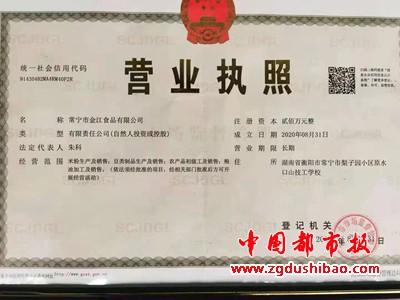 统一社会信用代码
营业执照
名称 常宁市金江食品有限公司
类型 有限责任公司(自然人投资或控股)
法定代表人 朱科
经营范围 米粉生产及销售;豆类制品生产及销售;农产品初级加工及销售;粮
油加工及销售;(依法须经批准的项目,经相关部门批准后方可开
展经营活动)
注册资本 贰佰万元整
成立日期 2020年08月31日
营业期限 长期
住所 湖南省衡阳市常宁市梨子园小区原水
口山技工学校
登记机关
中国都市报
www.zgdushibao.com